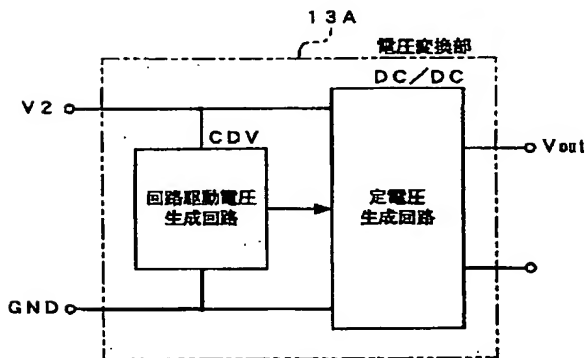 13A
電圧変換部
DC/DC
V2
CDV
Vout
回路駆動電圧
生成回路
定電圧
生成回路
GND